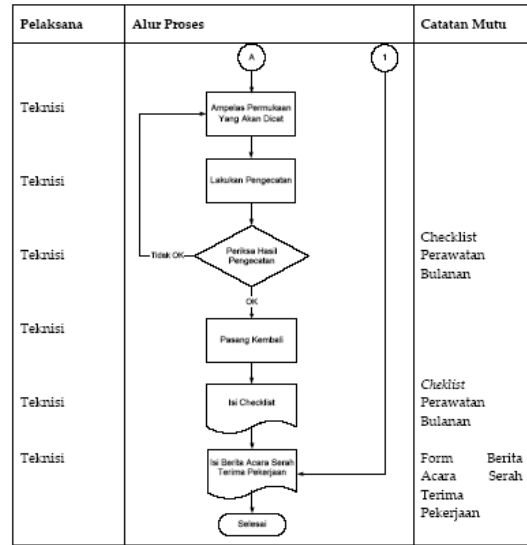 Pelaksana Alur Proses Catatan Mutu
A 1
Teknisi
Ampelas Permukaan
Yang Akan Dicat
Teknisi
Lakukan Pengecatan
Teknisi
Tidak OK
Periksa Hasil
Pengecatan
Checklist
Perawatan
Bulanan
OK
Teknisi
Pasang Kembali
Teknisi
Isi Checklist
Cheklist
Perawatan
Bulanan
Teknisi
Isi Berita Acara Serah
Terima Pekerjaan
Form Berita
Acara Serah
Terima
Pekerjaan
Selesai